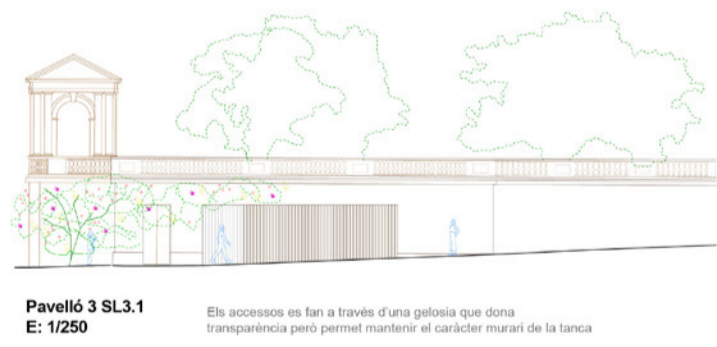 Pavelló 3 SL3.1
E: 1/250
Els accessos es fan a través d'una gelosia que dona
transparència però permet mantenir el caràcter murari de la tanca